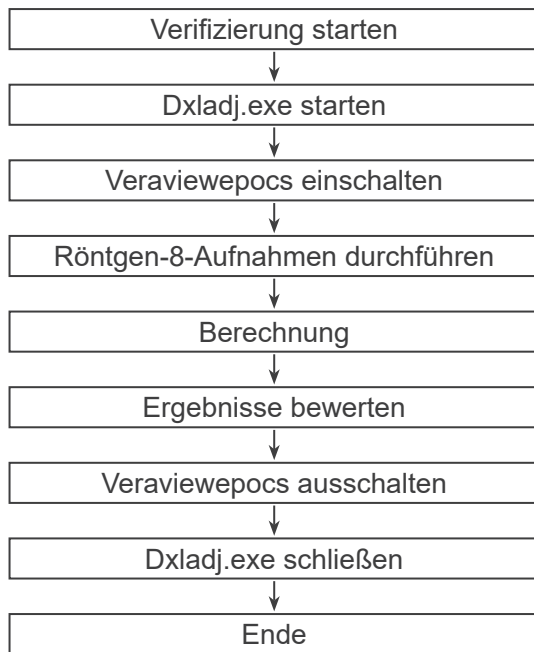 Verifizierung starten
Dxladj.exe starten
Veraviewepocs einschalten
Röntgen-8-Aufnahmen durchführen
Berechnung
Ergebnisse bewerten
Veraviewepocs ausschalten
Dxladj.exe schließen
Ende